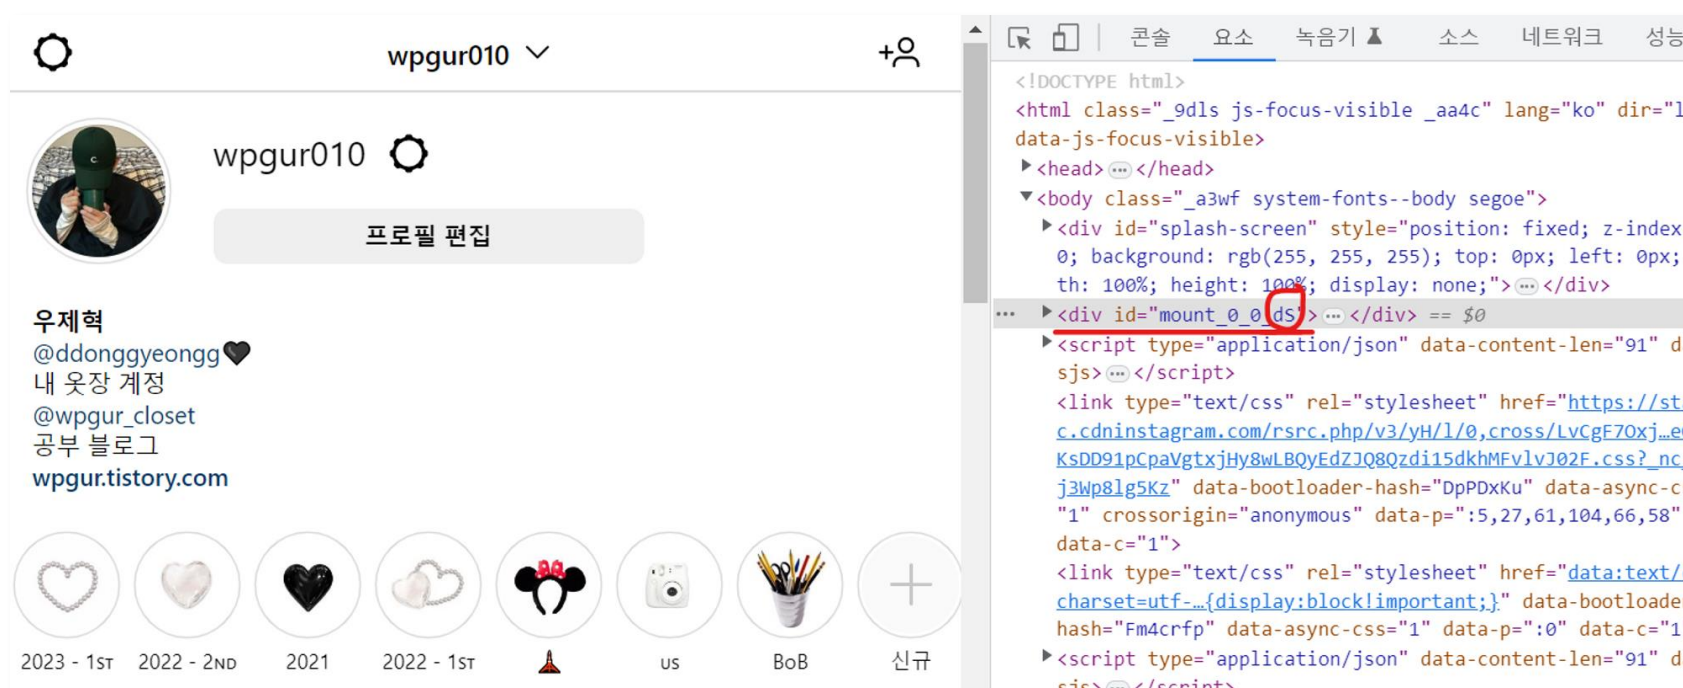 wpgur010
wpgur010
프로필 편집
우제혁
@ddonggyeongg🖤
내 옷장 계정
@wpgur_closet
공부 블로그
wpgur.tistory.com
2023 - 1ST
2022 - 2ND
2021
2022 - 1ST
us
BoB
신규
콘솔 요소 녹음기 소스 네트워크 성능
<!DOCTYPE html>
<html class="_9dls js-focus-visible _aa4c" lang="ko" dir="l
data-js-focus-visible>
<head>…</head>
<body class="_a3wf system-fonts--body segoe">
<div id="splash-screen" style="position: fixed; z-index
0; background: rgb(255, 255, 255); top: 0px; left: 0px;
th: 100%; height: 100%; display: none;">…</div>
… <div id="mount_0_0_dS">…</div> == $0
<script type="application/json" data-content-len="91" d
sjs>…</script>
<link type="text/css" rel="stylesheet" href="https://st
c.cdninstagram.com/rsrc.php/v3/yH/l/0,cross/LvCgF7Oxj…e
KsDD91pCpaVgtxjHy8wLBQyEdZJQ8Qzdi15dkhMFvlvJ02F.css?_nc
j3Wp8lg5Kz" data-bootloader-hash="DpPDxKu" data-async-c
"1" crossorigin="anonymous" data-p=":5,27,61,104,66,58"
data-c="1">
<link type="text/css" rel="stylesheet" href="data:text/
charset=utf-…{display:block!important;}" data-bootloade
hash="Fm4crfp" data-async-css="1" data-p=":0" data-c="1
<script type="application/json" data-content-len="91" d
sjs>…</script>